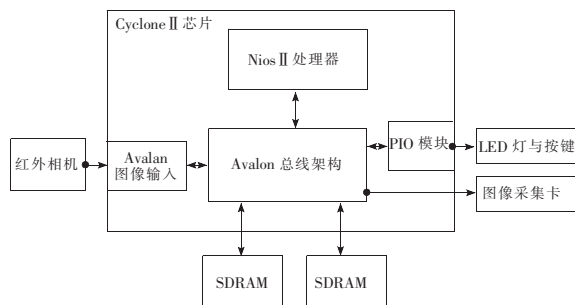 Cyclone Ⅱ 芯片
Nios Ⅱ 处理器
红外相机
Avalan
图像输入
Avalon 总线架构
PIO 模块
LED 灯与按键
图像采集卡
SDRAM
SDRAM